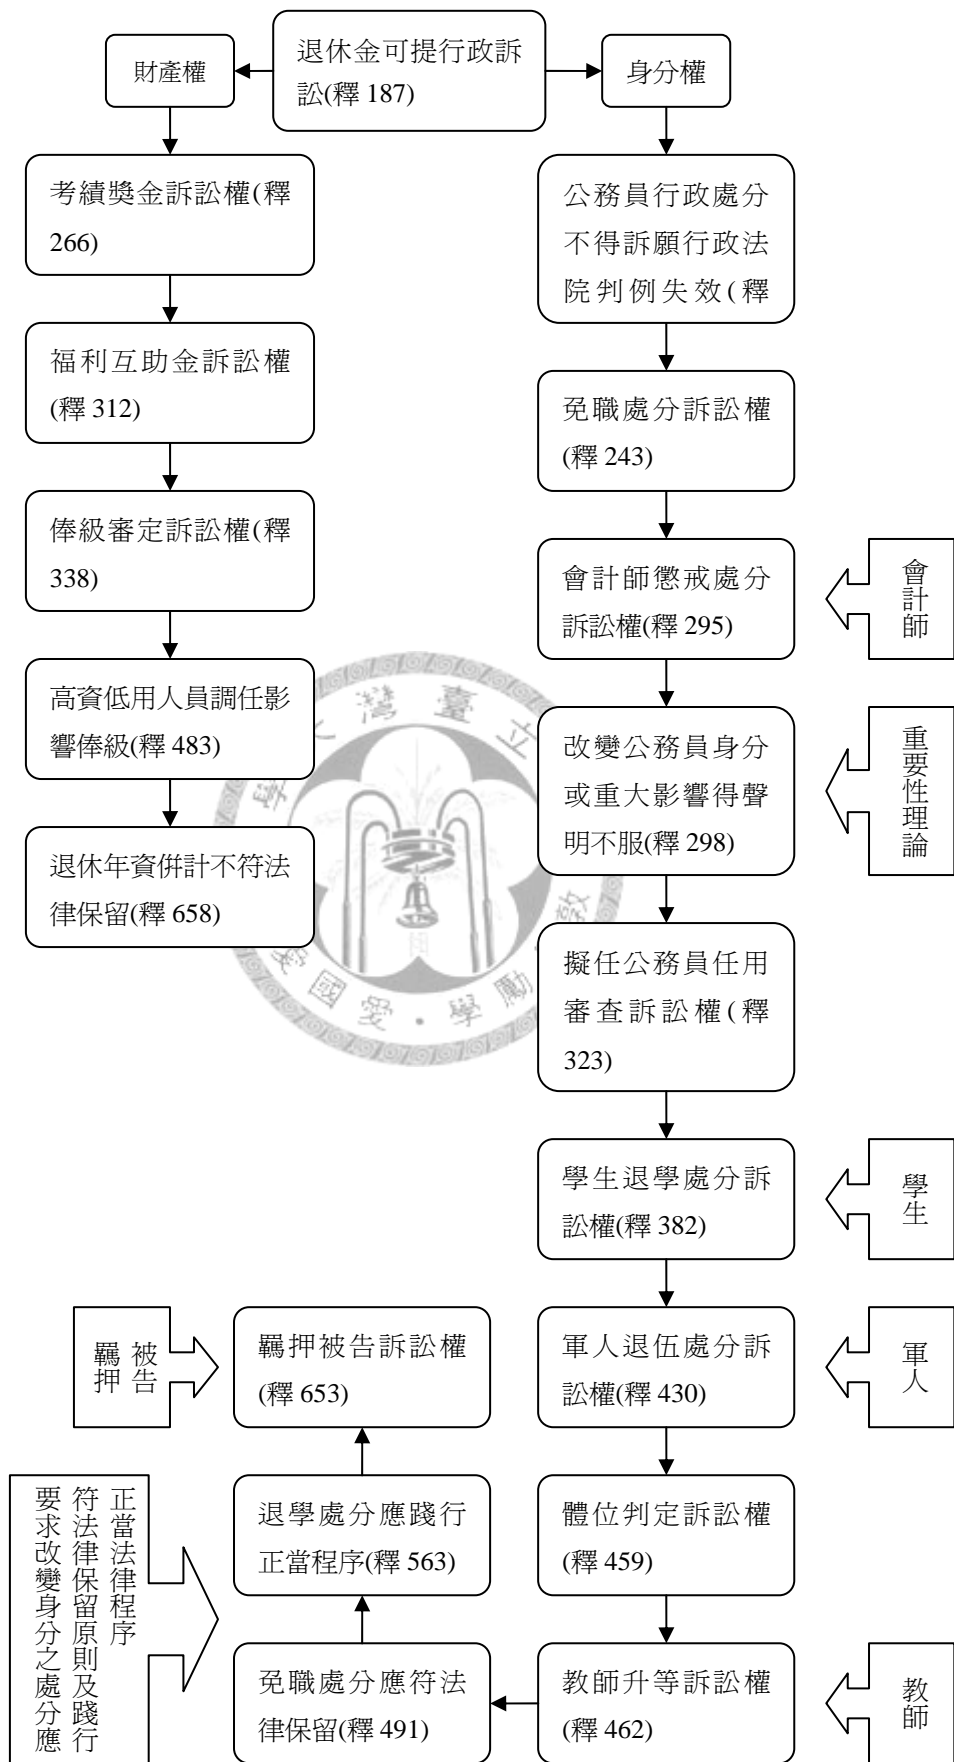 退休金可提行政訴
訟(釋 187)
財產權
身分權
考績獎金訴訟權(釋
266)
福利互助金訴訟權
(釋 312)
俸級審定訴訟權(釋
338)
高資低用人員調任影
響俸級(釋 483)
退休年資併計不符法
律保留(釋 658)
公務員行政處分
不得訴願行政法
院判例失效(釋
免職處分訴訟權
(釋 243)
會計師懲戒處分
訴訟權(釋 295)
會計師
改變公務員身分
或重大影響得聲
明不服(釋 298)
重要性理論
擬任公務員任用
審查訴訟權(釋
323)
學生退學處分訴
訟權(釋 382)
學生
軍人退伍處分訴
訟權(釋 430)
軍人
體位判定訴訟權
(釋 459)
教師升等訴訟權
(釋 462)
教師
免職處分應符法
律保留(釋 491)
退學處分應踐行
正當程序(釋 563)
要求改變身分之處分應
符法律保留原則及踐行
正當法律程序
羈押被告訴訟權
(釋 653)
羈押
被告
灣臺立
國愛·學勵
敦